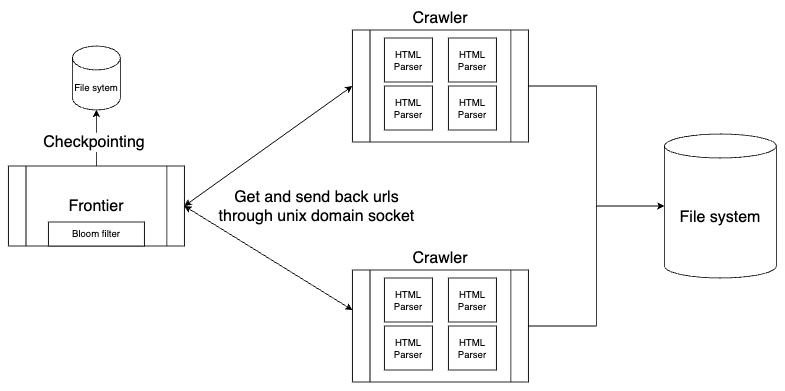 File sytem
Checkpointing
Frontier
Bloom filter
Get and send back urls
through unix domain socket
Crawler
HTML
Parser
HTML
Parser
HTML
Parser
HTML
Parser
Crawler
HTML
Parser
HTML
Parser
HTML
Parser
HTML
Parser
File system